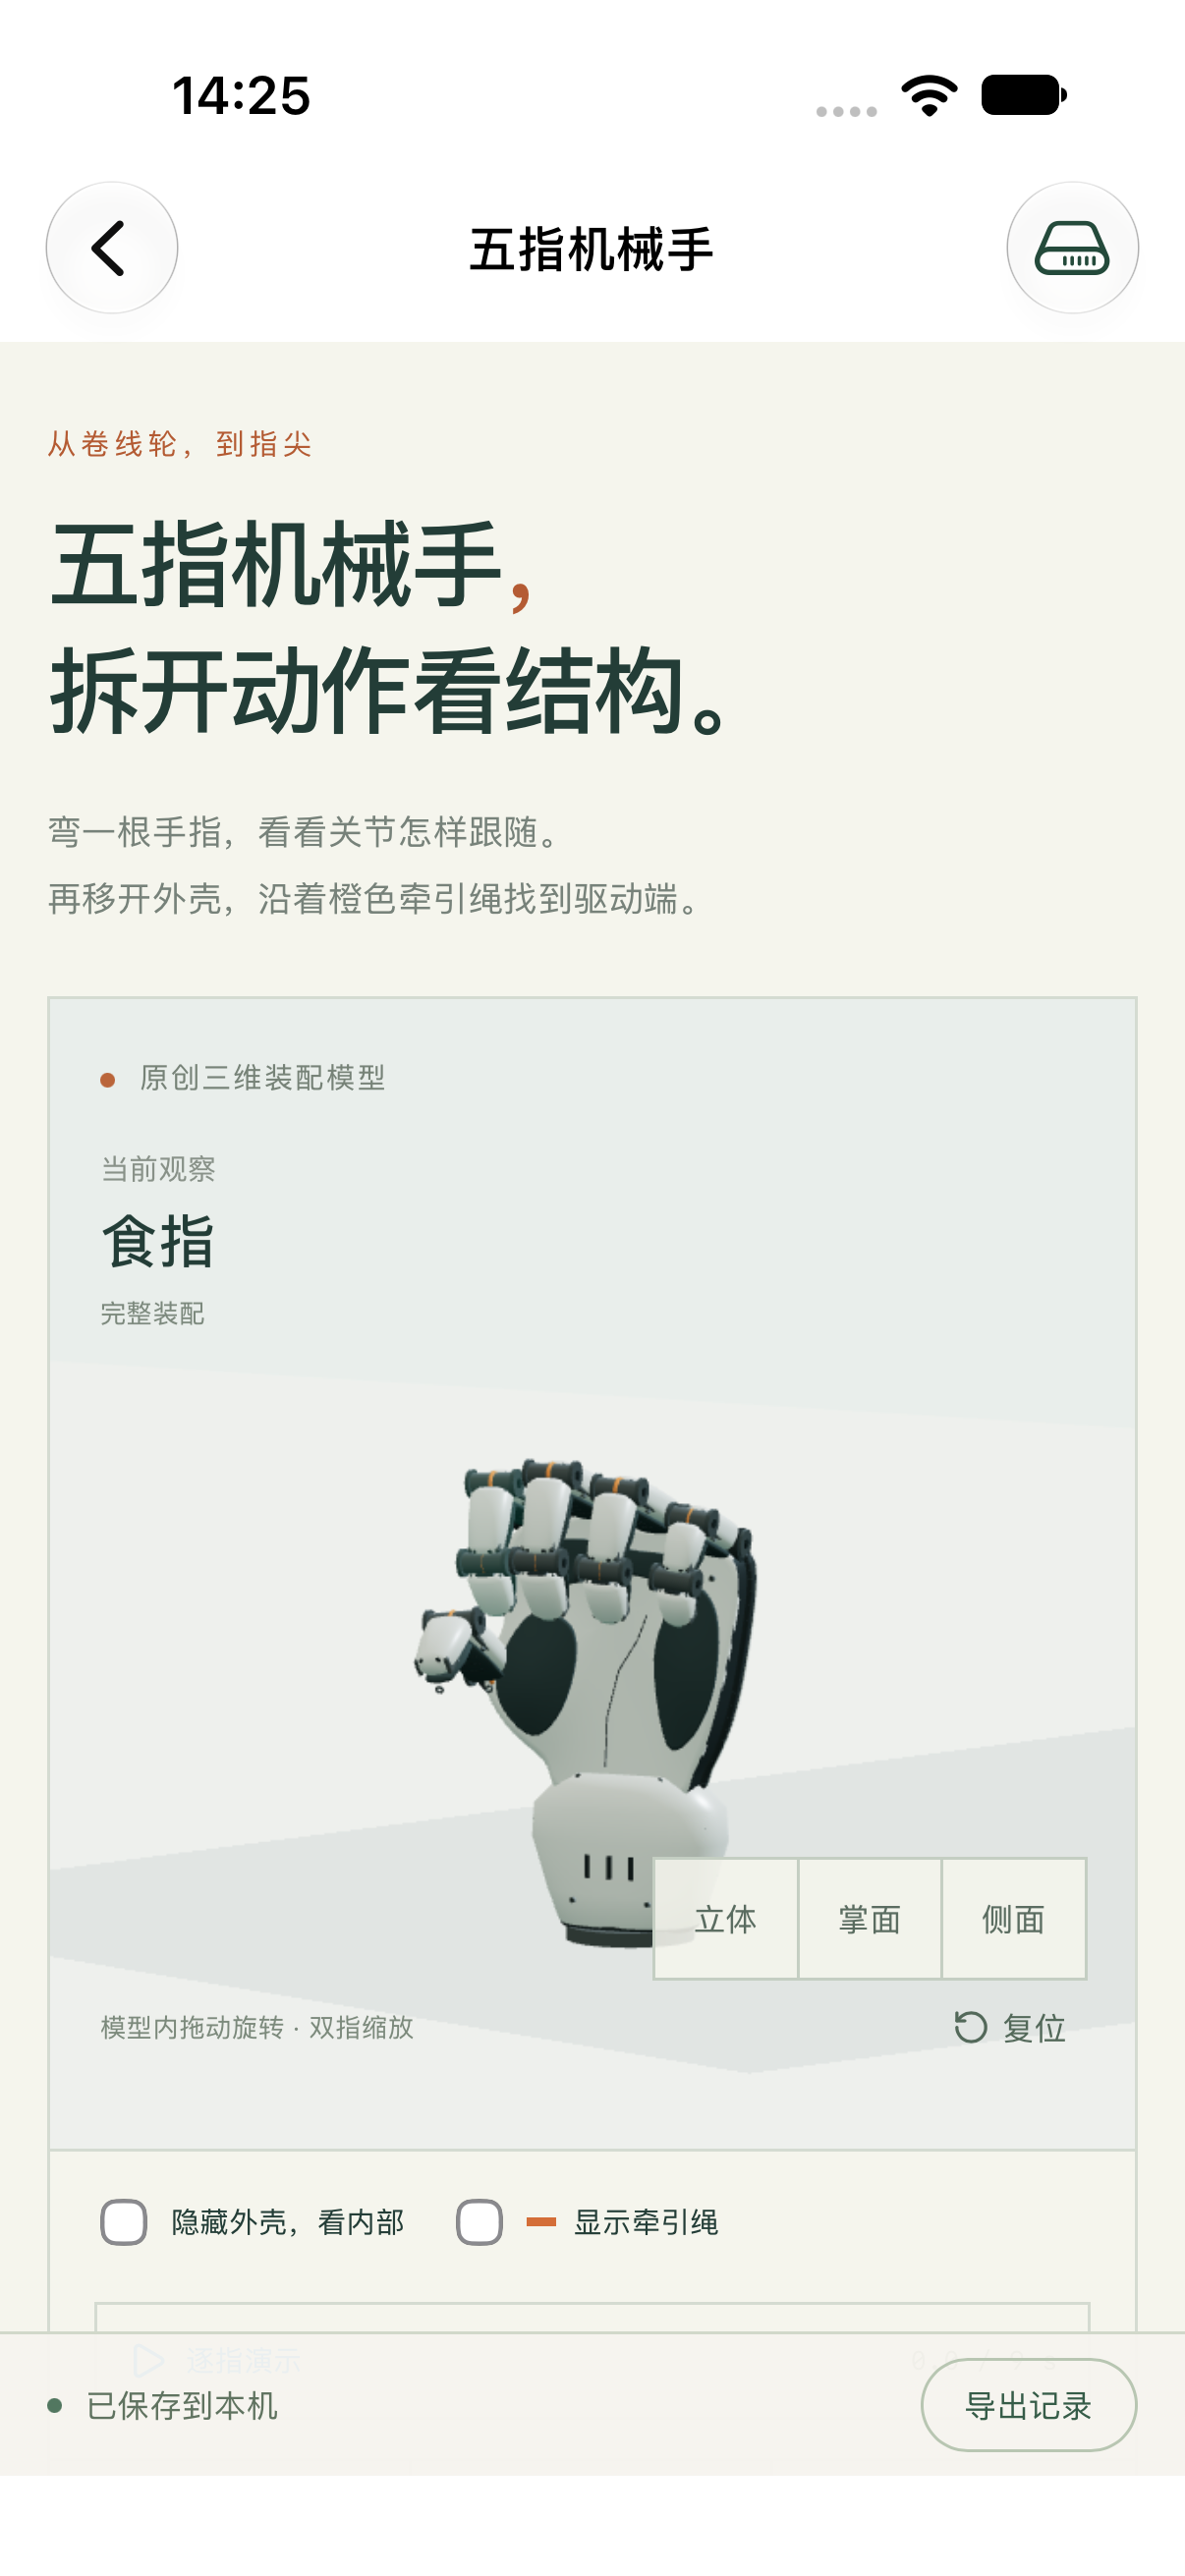 14:25
五指机械手
从卷线轮，到指尖
五指机械手，
拆开动作看结构。
弯一根手指，看看关节怎样跟随。
再移开外壳，沿着橙色牵引绳找到驱动端。
原创三维装配模型
当前观察
食指
完整装配
立体 掌面 侧面
模型内拖动旋转 · 双指缩放 复位
隐藏外壳，看内部 显示牵引绳
逐指演示
已保存到本机 导出记录